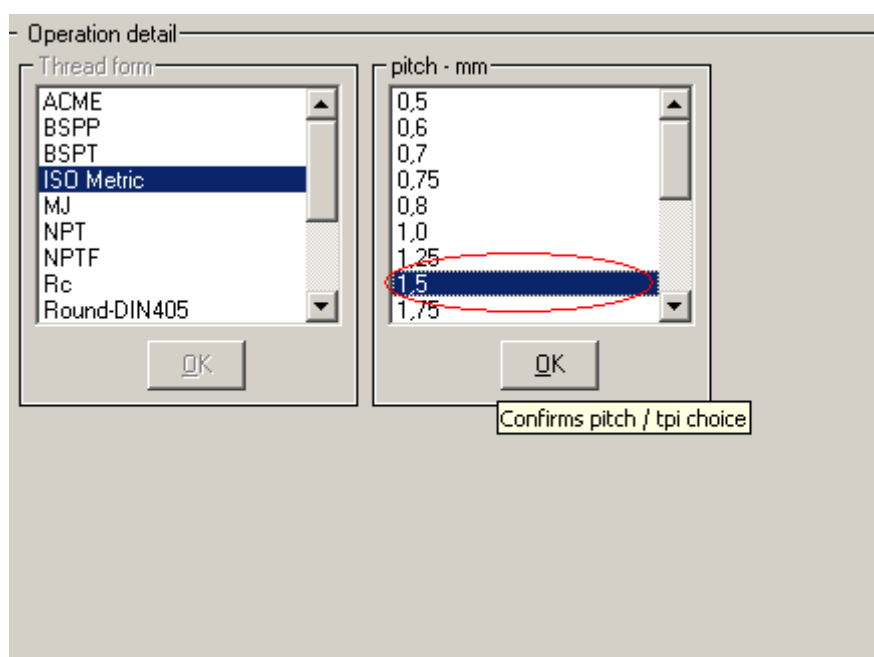 Operation detail
Thread form
ACME
BSPP
BSPT
ISO Metric
MJ
NPT
NPTF
Rc
Round-DIN405
OK
pitch - mm
0,5
0,6
0,7
0,75
0,8
1,0
1,25
1,5
1,75
OK
Confirms pitch / tpi choice